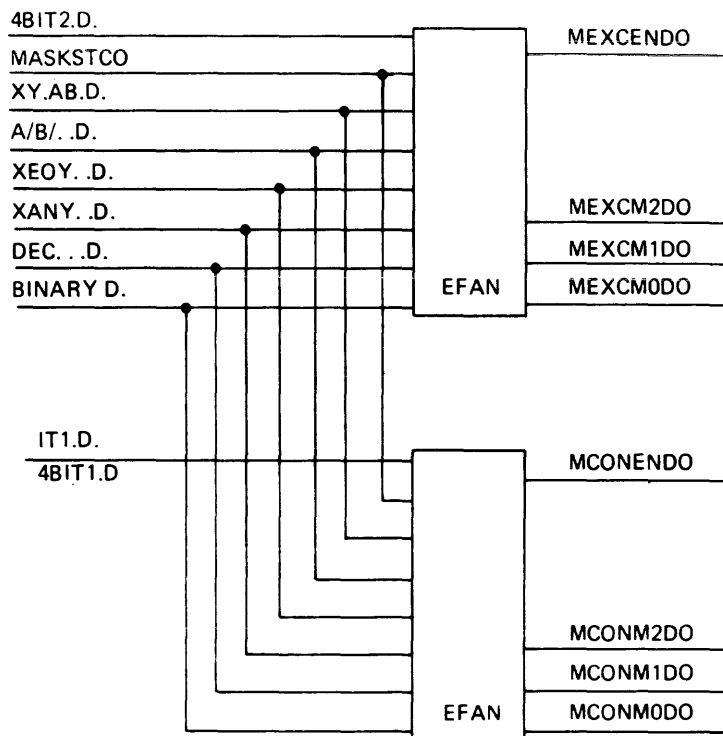 4BIT2.D.
MASKSTCO
XY.AB.D.
A/B/. .D.
XEOY. .D.
XANY. .D.
DEC. . .D.
BINARY D.
EFAN
MEXCENDO
MEXCM2DO
MEXCM1DO
MEXCM0DO
IT1.D.
4BIT1.D
EFAN
MCONENDO
MCONM2DO
MCONM1DO
MCONM0DO